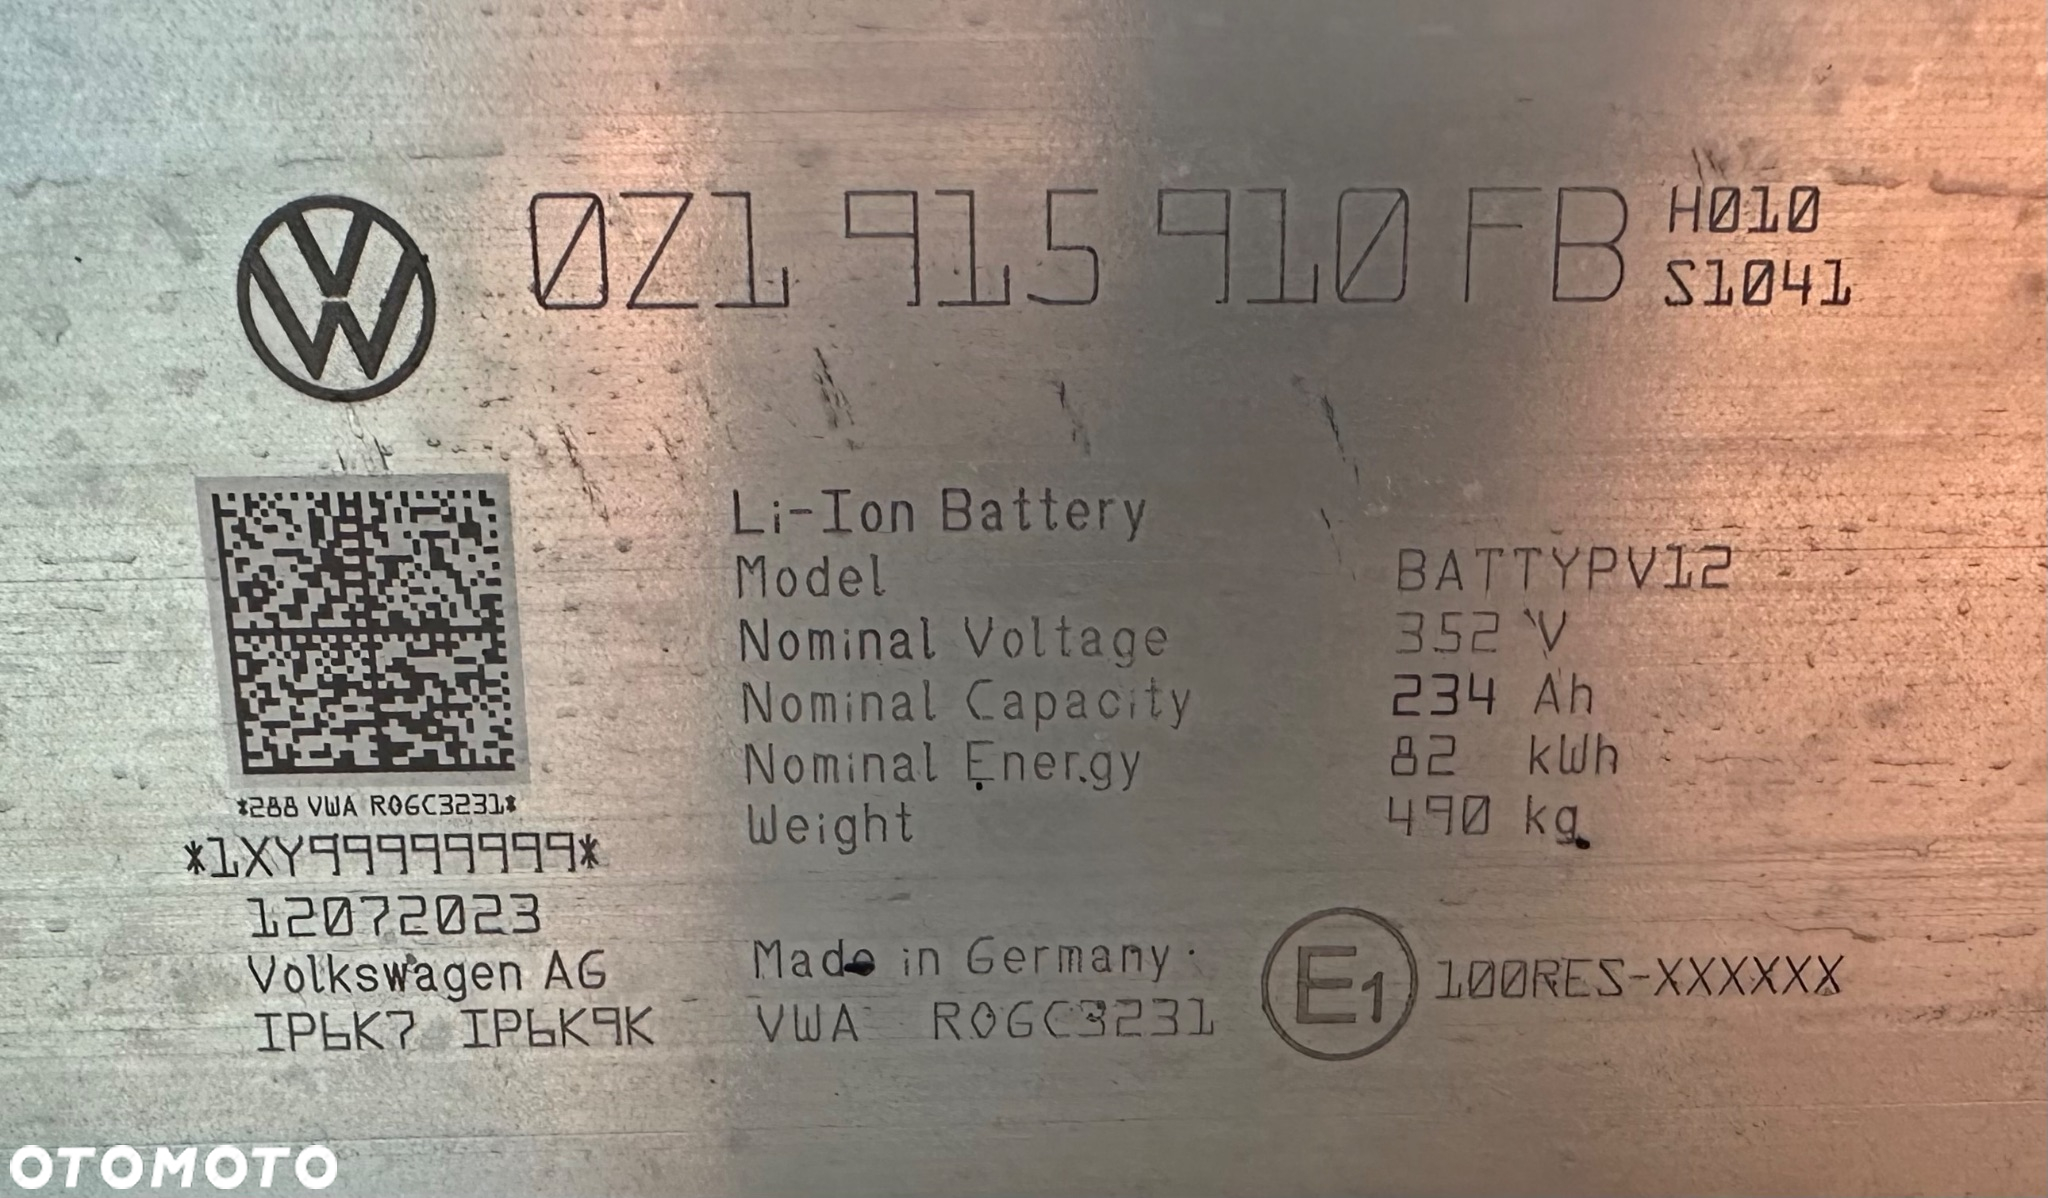 0Z1 915 910 FB H010
S1041
Li-Ion Battery
Model BATTYPV12
Nominal Voltage 352 V
Nominal Capacity 234 Ah
Nominal Energy 82 kWh
Weight 490 kg
*288 VWA R0GC3231*
*1XY99999999*
12072023
Volkswagen AG
IP6K7 IP6K9K
Made in Germany
VWA R0GC3231
E1 100RES-XXXXXX
OTOMOTO